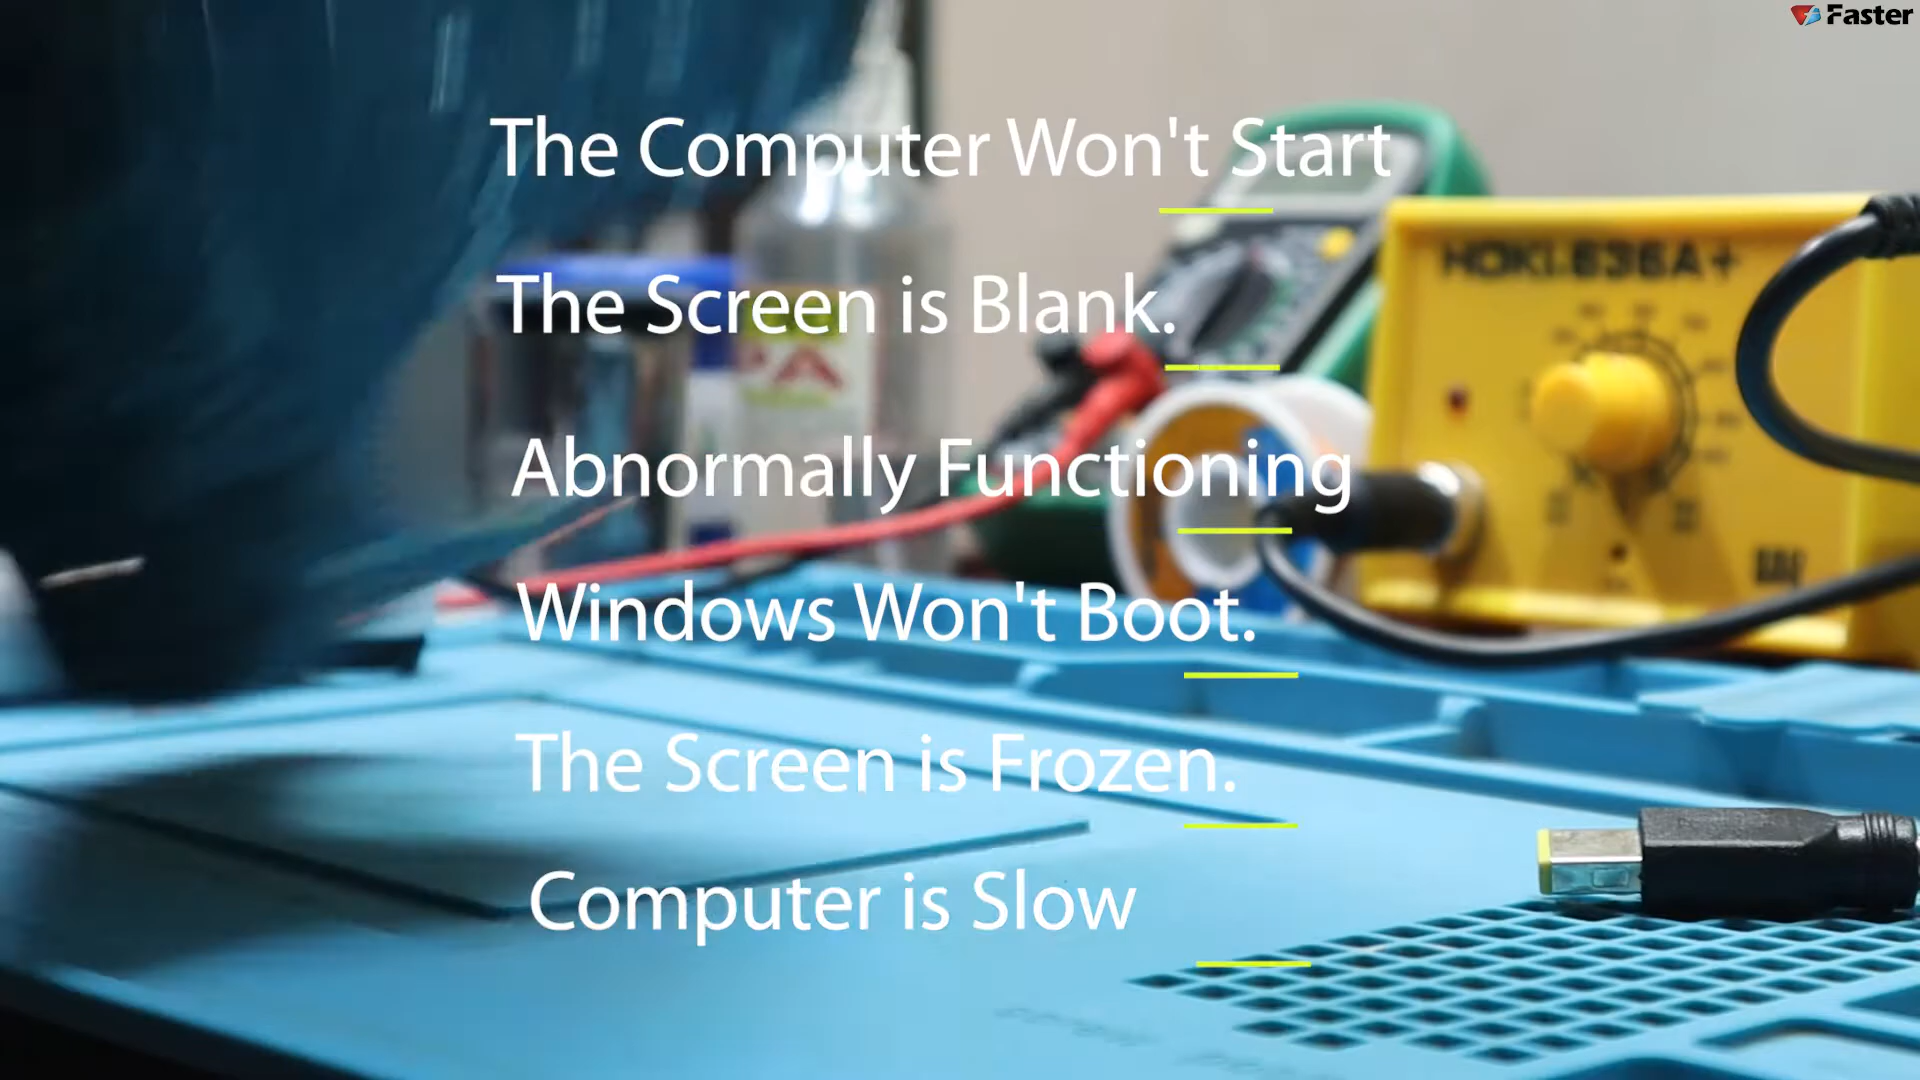 Faster
The Computer Won't Start
The Screen is Blank.
Abnormally Functioning
Windows Won't Boot.
The Screen is Frozen.
Computer is Slow